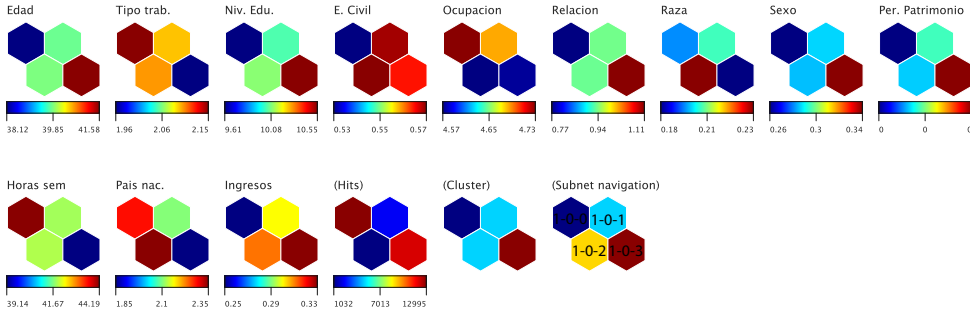 Edad Tipo trab. Niv. Edu. E. Civil Ocupacion Relacion Raza Sexo Per. Patrimonio
38.12 39.85 41.58 1.96 2.06 2.15 9.61 10.08 10.55 0.53 0.55 0.57 4.57 4.65 4.73 0.77 0.94 1.11 0.18 0.21 0.23 0.26 0.3 0.34 0 0
Horas sem Pais nac. Ingresos (Hits) (Cluster) (Subnet navigation)
1-0-0 1-0-1
1-0-2 1-0-3
39.14 41.67 44.19 1.85 2.1 2.35 0.25 0.29 0.33 1032 7013 12995